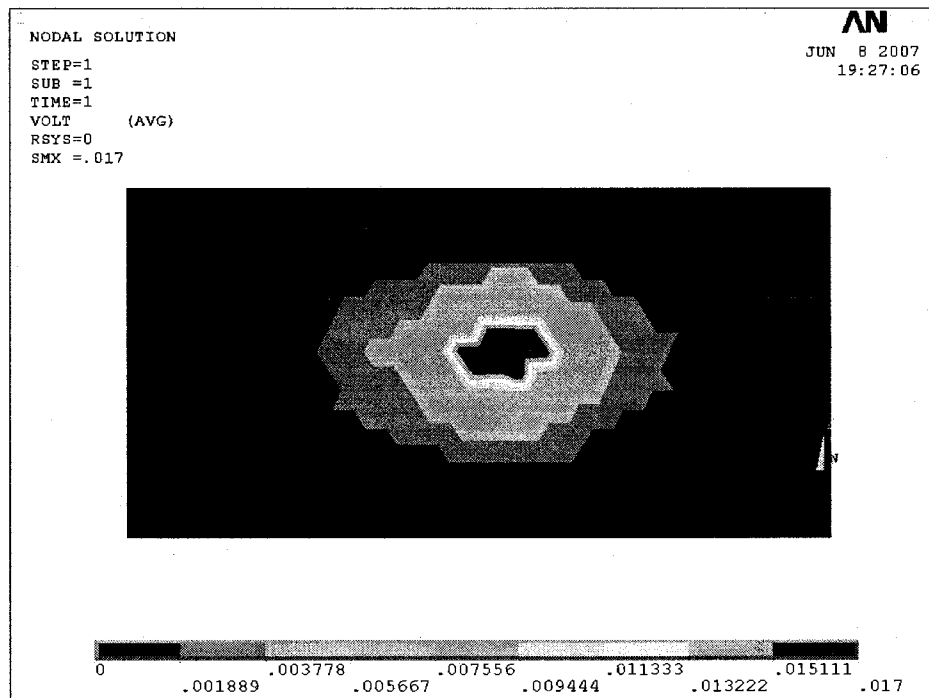 NODAL SOLUTION
STEP=1
SUB =1
TIME=1
VOLT (AVG)
RSYS=0
SMX =.017
AN
JUN 8 2007
19:27:06
N
0 .003778 .007556 .011333 .015111
.001889 .005667 .009444 .013222 .017